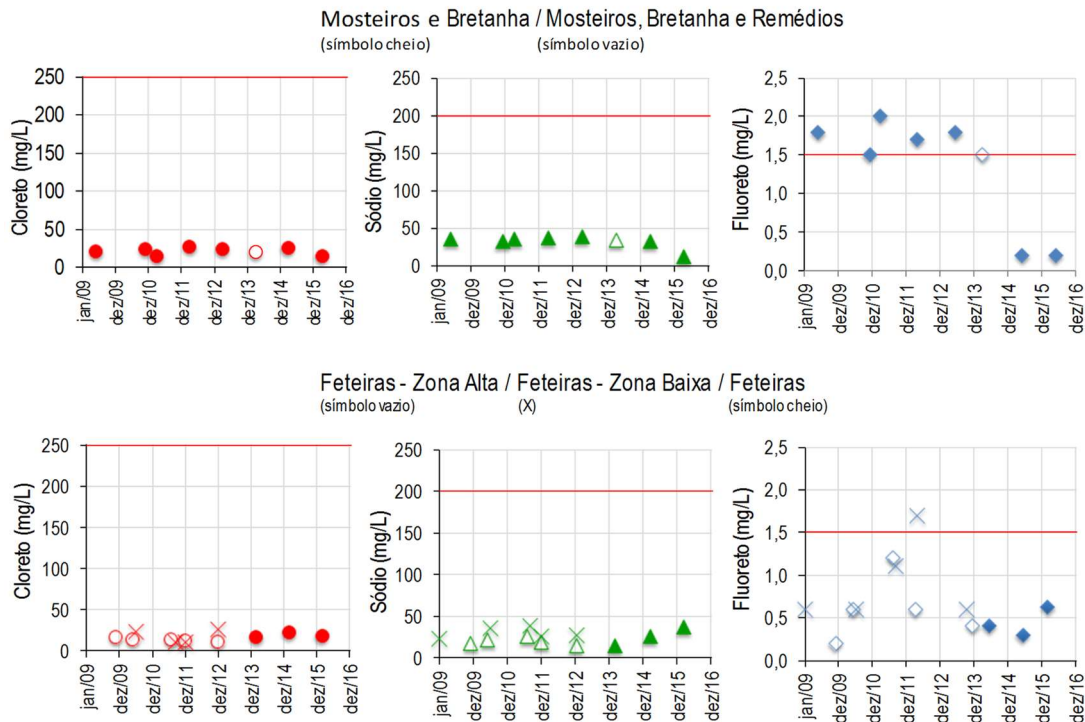 Mosteiros e Bretanha / Mosteiros, Bretanha e Remédios
(símbolo cheio) (símbolo vazio)
Cloreto (mg/L)
250
200
150
100
50
0
jan/09
dez/09
dez/10
dez/11
dez/12
dez/13
dez/14
dez/15
dez/16
Sódio (mg/L)
250
200
150
100
50
0
jan/09
dez/09
dez/10
dez/11
dez/12
dez/13
dez/14
dez/15
dez/16
Fluoreto (mg/L)
2,5
2,0
1,5
1,0
0,5
0,0
jan/09
dez/09
dez/10
dez/11
dez/12
dez/13
dez/14
dez/15
dez/16
Feteiras - Zona Alta / Feteiras - Zona Baixa / Feteiras
(símbolo vazio) (X) (símbolo cheio)
Cloreto (mg/L)
250
200
150
100
50
0
jan/09
dez/09
dez/10
dez/11
dez/12
dez/13
dez/14
dez/15
dez/16
Sódio (mg/L)
250
200
150
100
50
0
jan/09
dez/09
dez/10
dez/11
dez/12
dez/13
dez/14
dez/15
dez/16
Fluoreto (mg/L)
2,5
2,0
1,5
1,0
0,5
0,0
jan/09
dez/09
dez/10
dez/11
dez/12
dez/13
dez/14
dez/15
dez/16